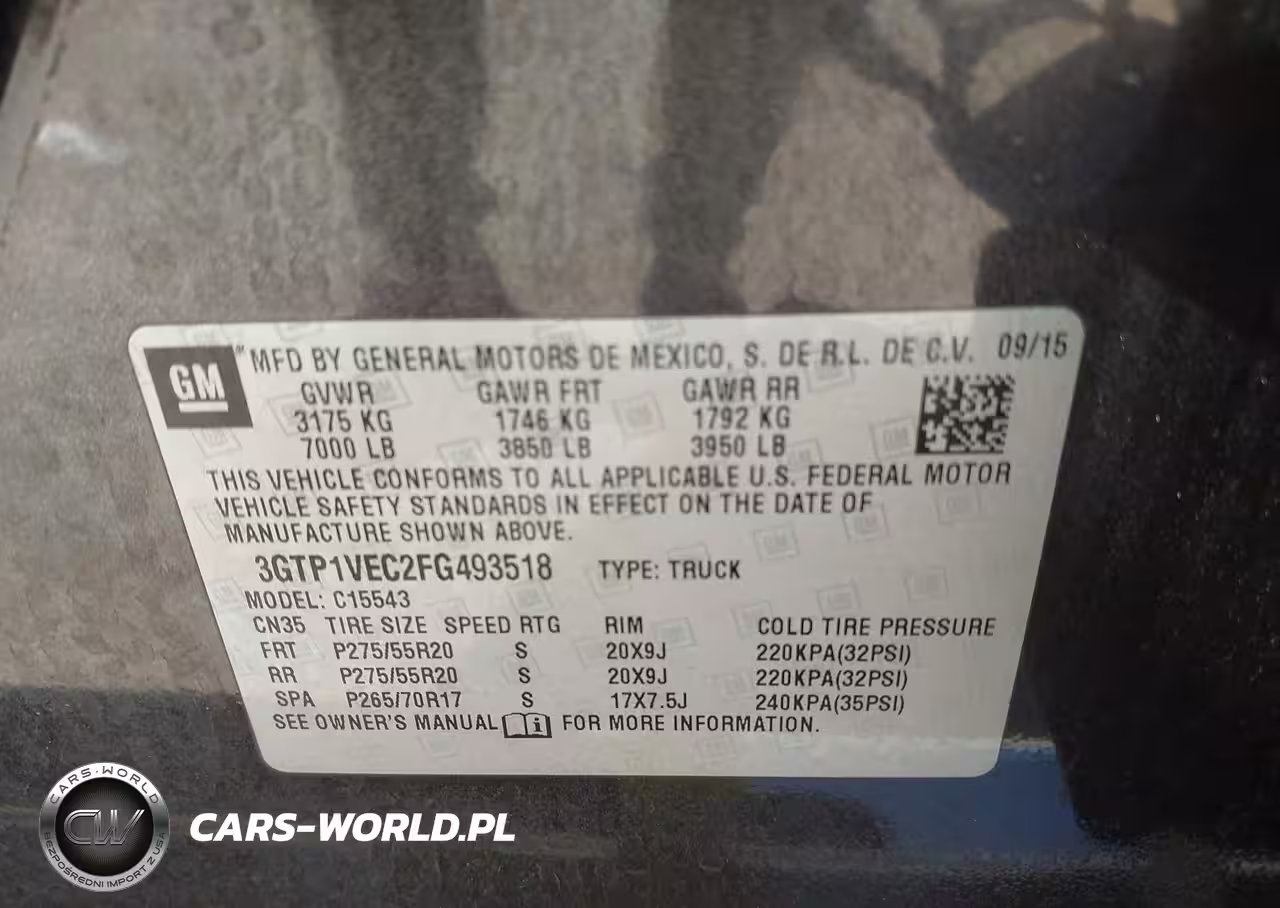 GM
MFD BY GENERAL MOTORS DE MEXICO, S. DE R.L. DE C.V. 09/15
GVWR GAWR FRT GAWR RR
3175 KG 1746 KG 1792 KG
7000 LB 3850 LB 3950 LB
THIS VEHICLE CONFORMS TO ALL APPLICABLE U.S. FEDERAL MOTOR
VEHICLE SAFETY STANDARDS IN EFFECT ON THE DATE OF
MANUFACTURE SHOWN ABOVE.
3GTP1VEC2FG493518 TYPE: TRUCK
MODEL: C15543
CN35 TIRE SIZE SPEED RTG RIM COLD TIRE PRESSURE
FRT P275/55R20 S 20X9J 220KPA(32PSI)
RR P275/55R20 S 20X9J 220KPA(32PSI)
SPA P265/70R17 S 17X7.5J 240KPA(35PSI)
SEE OWNER'S MANUAL i FOR MORE INFORMATION.
CARS-WORLD
CW
BEZPOŚREDNI IMPORT Z USA
CARS-WORLD.PL